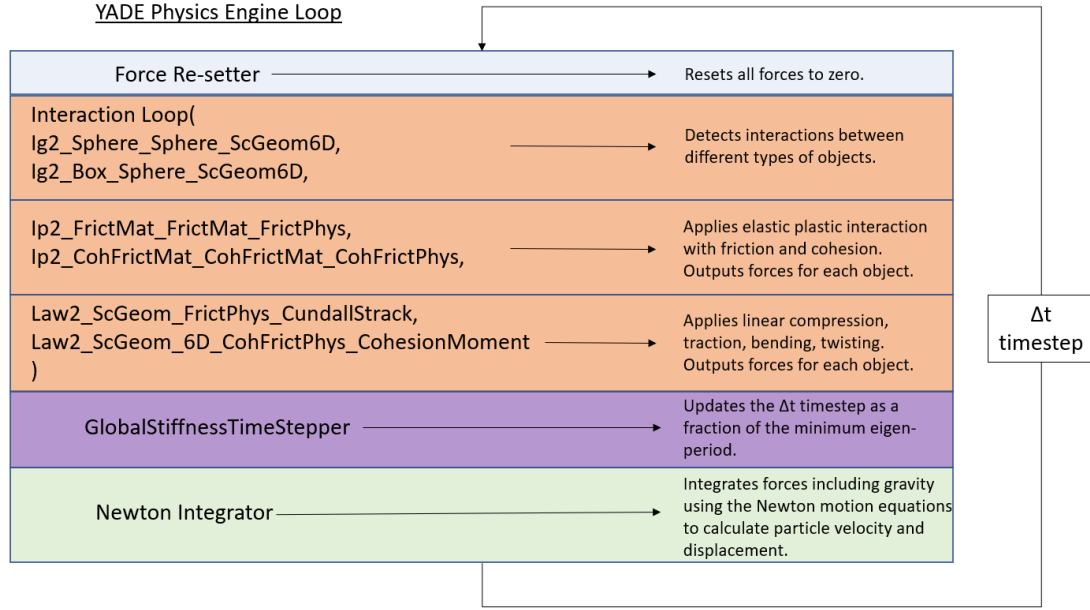 YADE Physics Engine Loop
Force Re-setter
Resets all forces to zero.
Interaction Loop(
Ig2_Sphere_Sphere_ScGeom6D,
Ig2_Box_Sphere_ScGeom6D,
Detects interactions between
different types of objects.
Ip2_FrictMat_FrictMat_FrictPhys,
Ip2_CohFrictMat_CohFrictMat_CohFrictPhys,
Applies elastic plastic interaction
with friction and cohesion.
Outputs forces for each object.
Law2_ScGeom_FrictPhys_CundallStrack,
Law2_ScGeom_6D_CohFrictPhys_CohesionMoment
)
Applies linear compression,
traction, bending, twisting.
Outputs forces for each object.
GlobalStiffnessTimeStepper
Updates the Δt timestep as a
fraction of the minimum eigen-
period.
Newton Integrator
Integrates forces including gravity
using the Newton motion equations
to calculate particle velocity and
displacement.
Δt
timestep